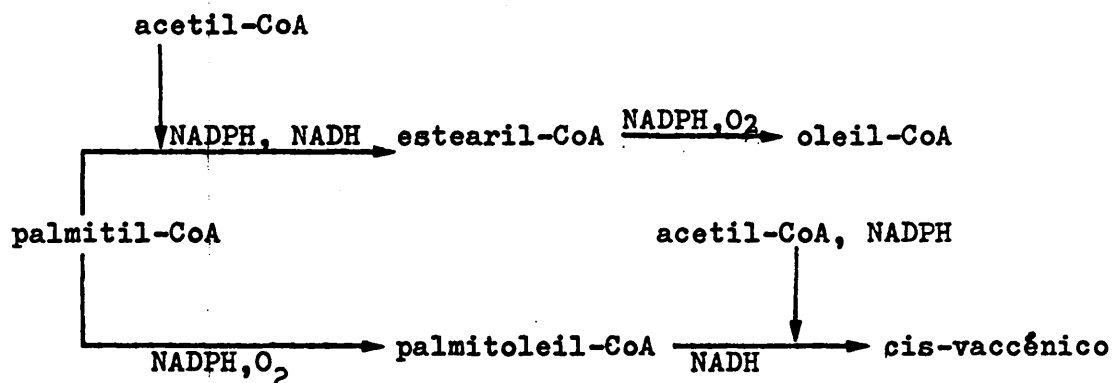 acetil-CoA
NADPH, NADH estearil-CoA NADPH,O₂ oleil-CoA
palmitil-CoA acetil-CoA, NADPH
NADPH,O₂ palmitoleil-CoA NADH cis-vaccénico